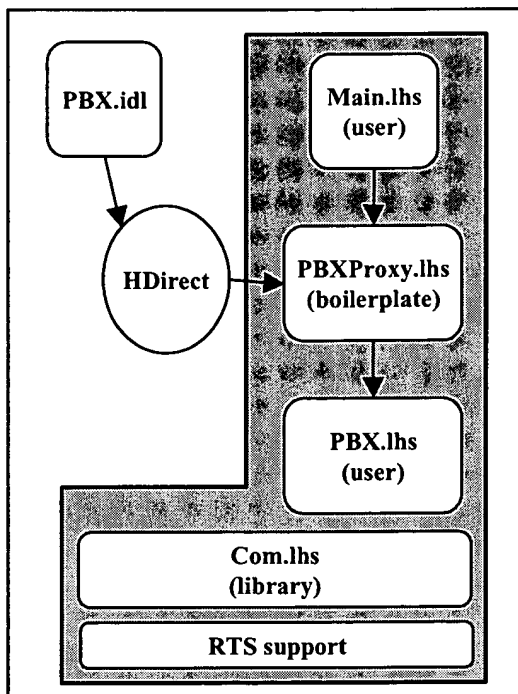 PBX.idl
Main.lhs
(user)
HDirect
PBXProxy.lhs
(boilerplate)
PBX.lhs
(user)
Com.lhs
(library)
RTS support